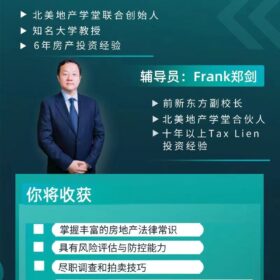 北美地产学堂联合创始人
知名大学教授
6年房产投资经验
辅导员：Frank郑剑
前新东方副校长
北美地产学堂合伙人
十年以上Tax Lien
投资经验
你将收获
掌握丰富的房地产法律常识
具有风险评估与防控能力
尽职调查和拍卖技巧